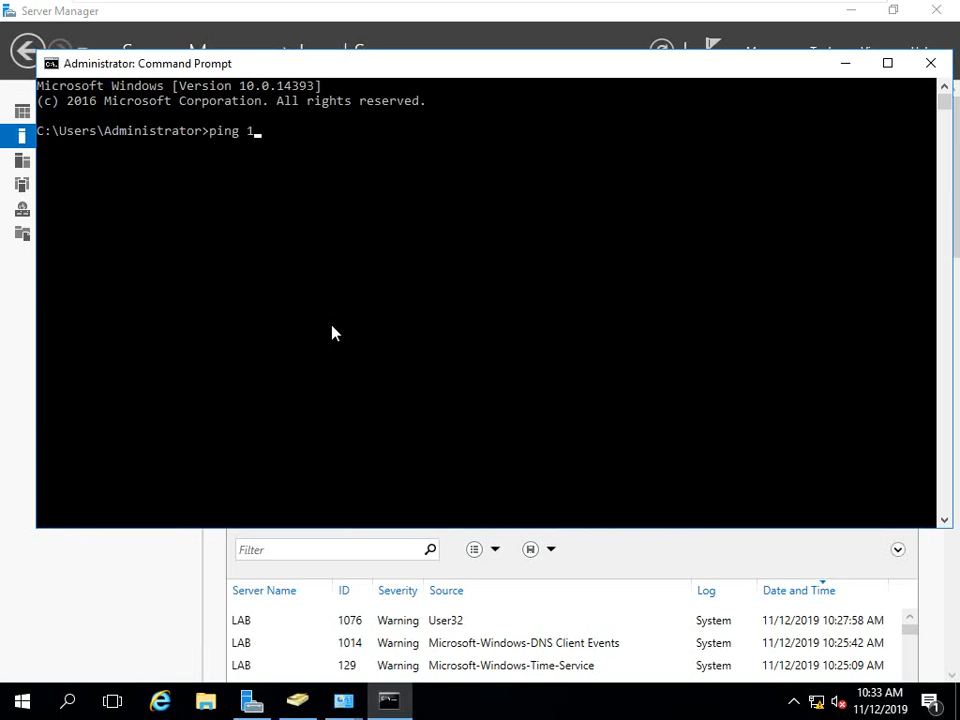 Server Manager
Administrator: Command Prompt
Microsoft Windows [Version 10.0.14393]
(c) 2016 Microsoft Corporation. All rights reserved.
C:\Users\Administrator>ping 1_
Filter
Server Name ID Severity Source Log Date and Time
LAB 1076 Warning User32 System 11/12/2019 10:27:58 AM
LAB 1014 Warning Microsoft-Windows-DNS Client Events System 11/12/2019 10:25:42 AM
LAB 129 Warning Microsoft-Windows-Time-Service System 11/12/2019 10:25:09 AM
10:33 AM
11/12/2019
1